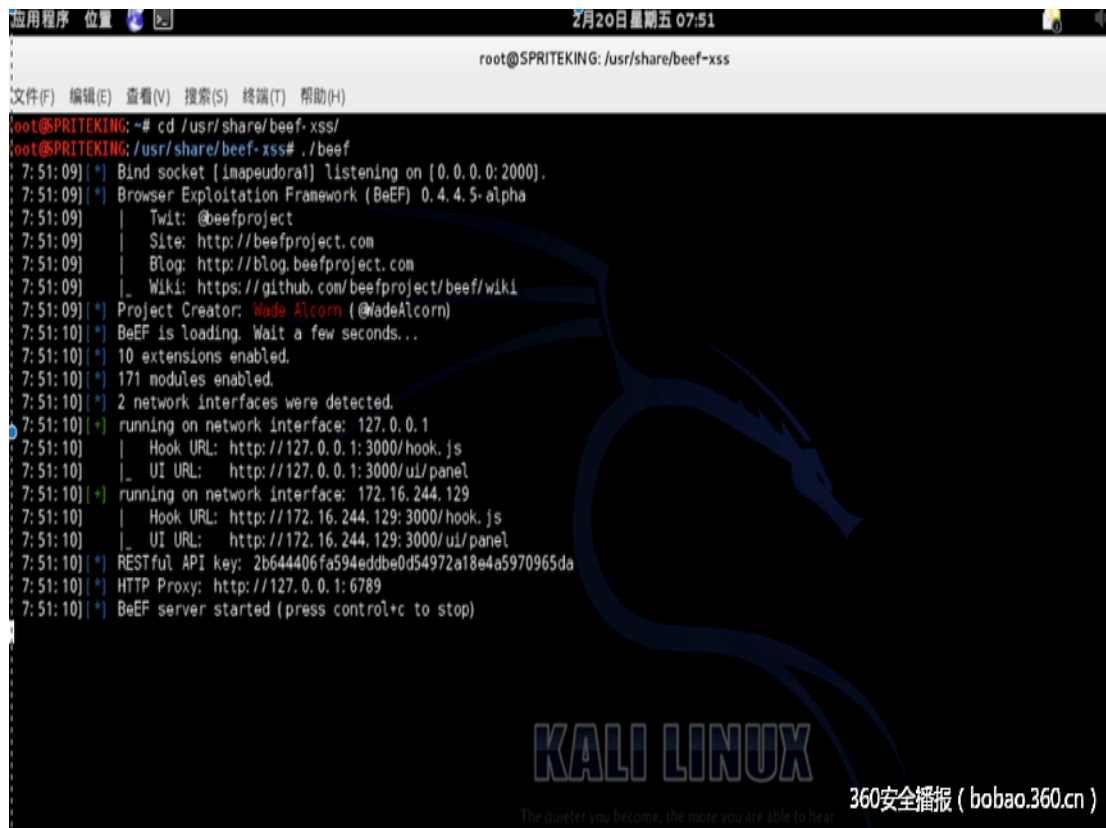 应用程序 位置
2月20日星期五 07:51
root@SPRITEKING: /usr/share/beef-xss
文件(F) 编辑(E) 查看(V) 搜索(S) 终端(T) 帮助(H)
oot@SPRITEKING:~# cd /usr/share/beef-xss/
oot@SPRITEKING:/usr/share/beef-xss# ./beef
7:51:09][*] Bind socket [imapeudora1] listening on [0.0.0.0:2000].
7:51:09][*] Browser Exploitation Framework (BeEF) 0.4.4.5-alpha
7:51:09] | Twit: @beefproject
7:51:09] | Site: http://beefproject.com
7:51:09] | Blog: http://blog.beefproject.com
7:51:09] |_ Wiki: https://github.com/beefproject/beef/wiki
7:51:09][*] Project Creator: Wade Alcorn (@WadeAlcorn)
7:51:10][*] BeEF is loading. Wait a few seconds...
7:51:10][*] 10 extensions enabled.
7:51:10][*] 171 modules enabled.
7:51:10][*] 2 network interfaces were detected.
7:51:10][+] running on network interface: 127.0.0.1
7:51:10] | Hook URL: http://127.0.0.1:3000/hook.js
7:51:10] |_ UI URL: http://127.0.0.1:3000/ui/panel
7:51:10][+] running on network interface: 172.16.244.129
7:51:10] | Hook URL: http://172.16.244.129:3000/hook.js
7:51:10] |_ UI URL: http://172.16.244.129:3000/ui/panel
7:51:10][*] RESTful API key: 2b644406fa594eddbe0d54972a18e4a5970965da
7:51:10][*] HTTP Proxy: http://127.0.0.1:6789
7:51:10][*] BeEF server started (press control+c to stop)
KALI LINUX
The quieter you become, the more you are able to hear
360安全播报 ( bobao.360.cn )